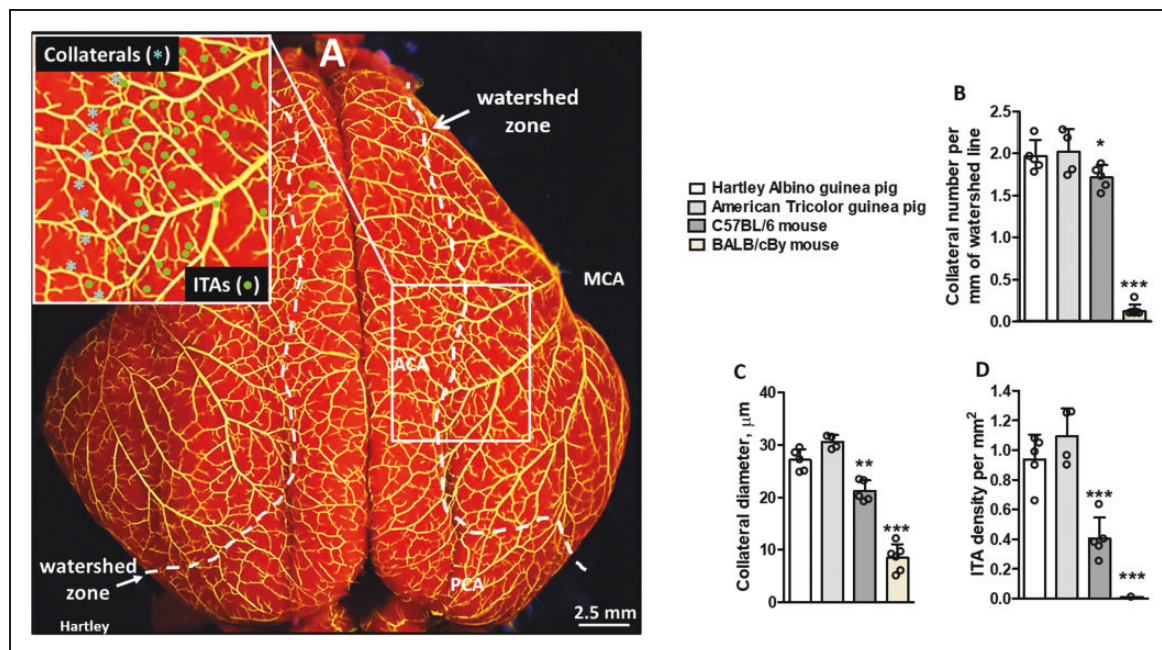 A
Collaterals (*)
ITAs (•)
watershed
zone
MCA
ACA
PCA
watershed
zone
Hartley
2.5 mm
Hartley Albino guinea pig
American Tricolor guinea pig
C57BL/6 mouse
BALB/cBy mouse
B
Collateral number per
mm of watershed line
2.5
2.0
1.5
1.0
0.5
0.0
*
***
C
Collateral diameter, μm
40
30
20
10
0
**
***
D
ITA density per mm²
1.4
1.2
1.0
0.8
0.6
0.4
0.2
0.0
***
***